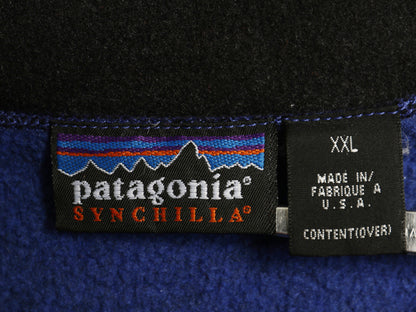 patagonia®
SYNCHILLA®
XXL
MADE IN/
FABRIQUE A
U.S.A.
CONTENT(OVER)